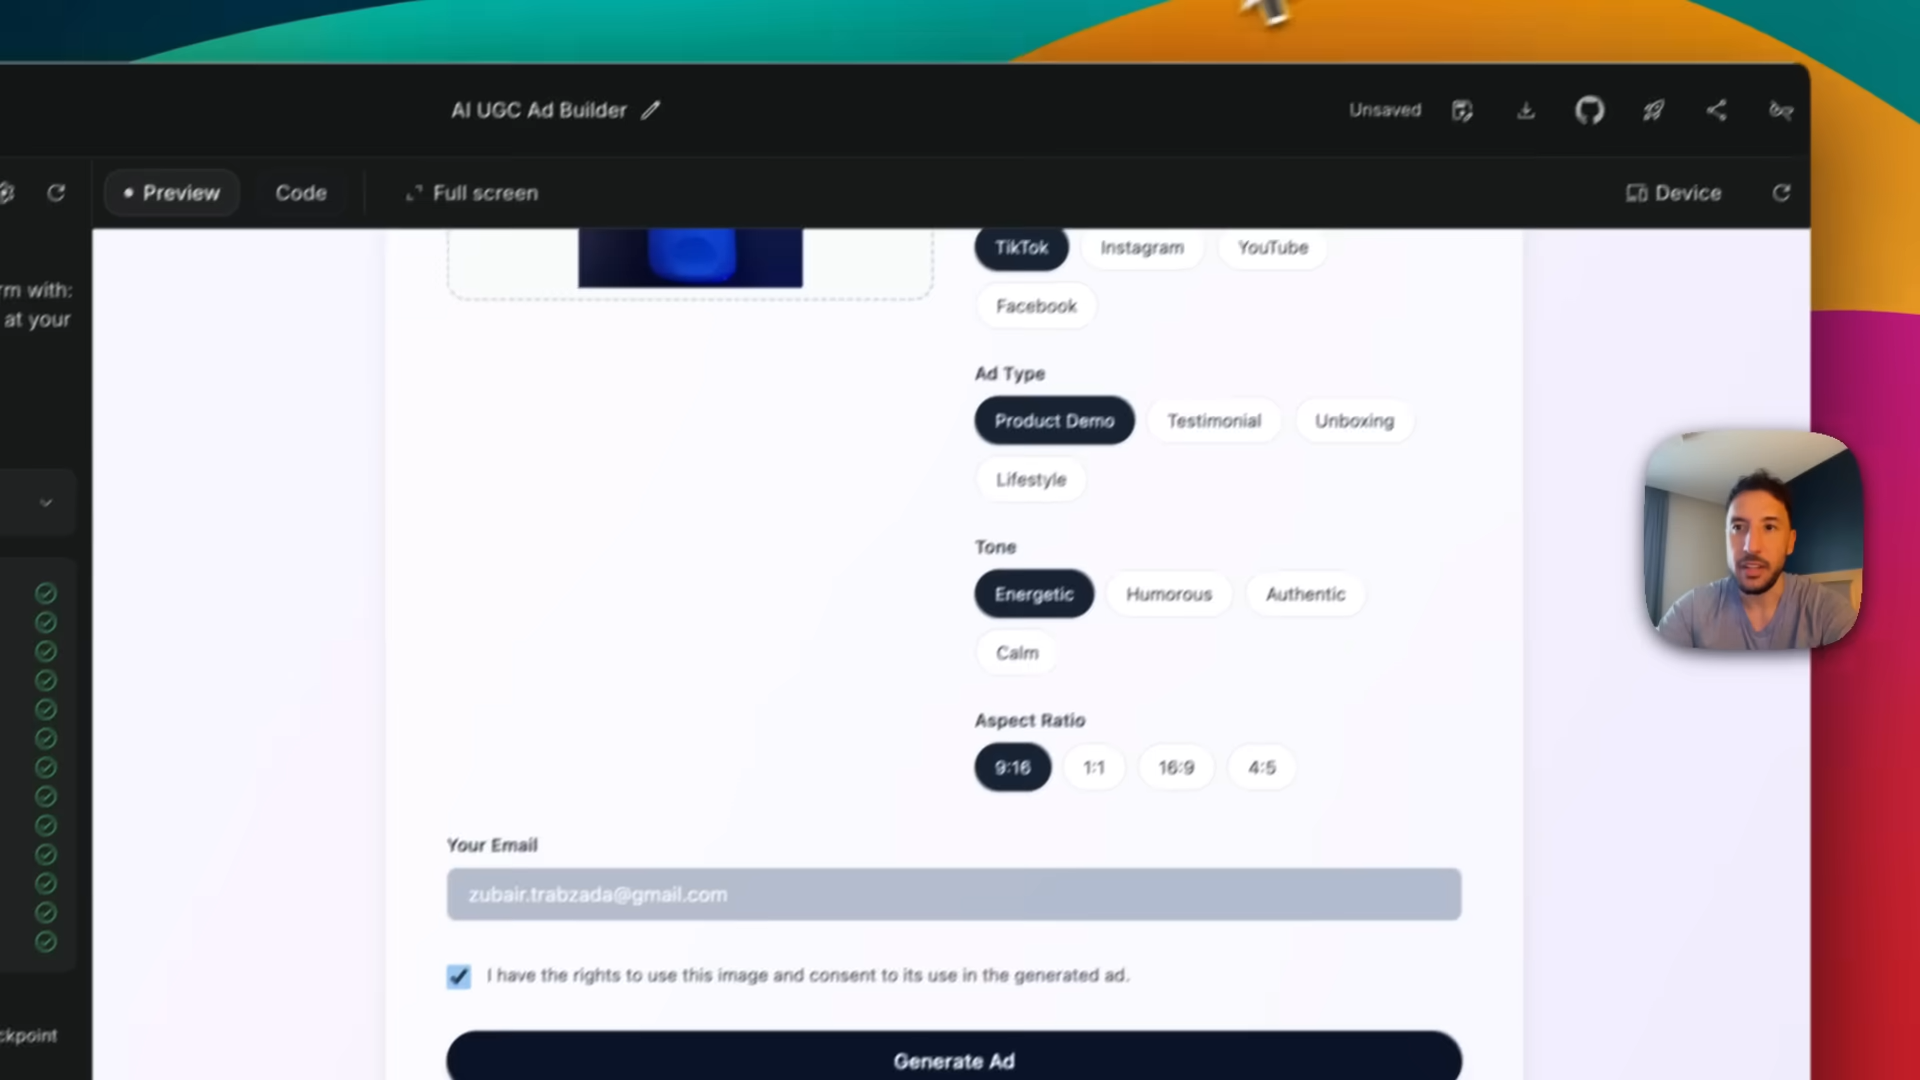 AI UGC Ad Builder
Unsaved
Preview
Code
Full screen
Device
rm with:
at your
ckpoint
TikTok
Instagram
YouTube
Facebook
Ad Type
Product Demo
Testimonial
Unboxing
Lifestyle
Tone
Energetic
Humorous
Authentic
Calm
Aspect Ratio
9:16
1:1
16:9
4:5
Your Email
zubair.trabzada@gmail.com
I have the rights to use this image and consent to its use in the generated ad.
Generate Ad